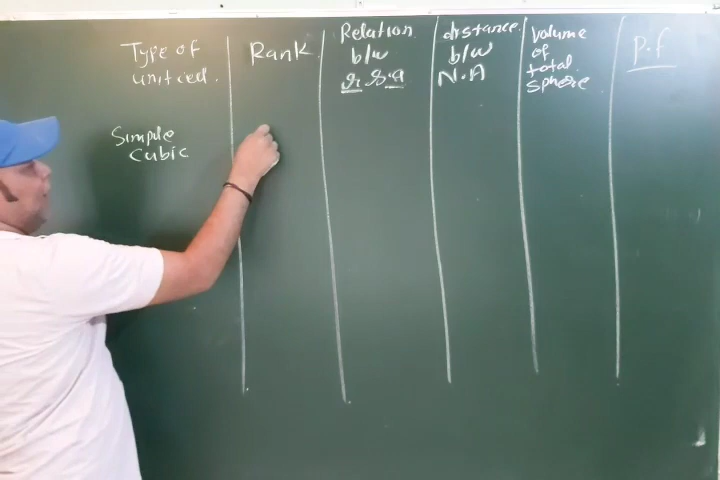 Type of
unit cell.
Rank
Relation
b/w
r & a
distance
b/w
N.A
Volume
of
total
sphere
P.f
Simple
Cubic